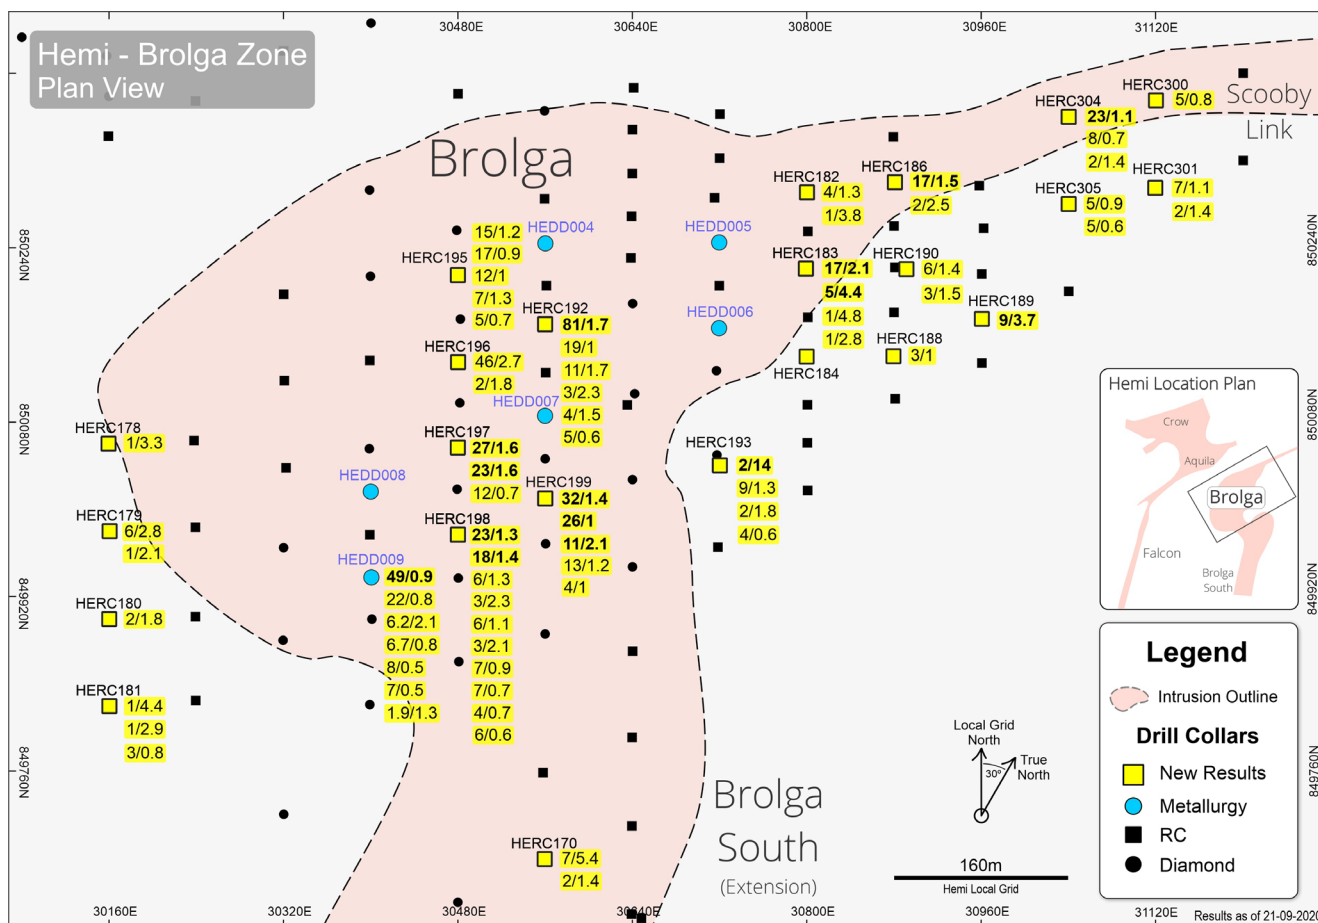 Hemi - Brolga Zone
Plan View
30480E
30640E
30800E
30960E
31120E
Brolga
Scooby
Link
HERC300
5/0.8
HERC304
23/1.1
8/0.7
2/1.4
HERC301
7/1.1
2/1.4
HERC305
5/0.9
5/0.6
HERC182
4/1.3
1/3.8
HERC186
17/1.5
2/2.5
HEDD004
HEDD005
HERC195
15/1.2
17/0.9
12/1
7/1.3
5/0.7
850240N
850240N
HERC183
17/2.1
5/4.4
1/4.8
1/2.8
HERC190
6/1.4
3/1.5
HERC189
9/3.7
HERC192
81/1.7
19/1
11/1.7
3/2.3
4/1.5
5/0.6
HEDD006
HERC196
46/2.7
2/1.8
HERC184
HERC188
3/1
HEDD007
850080N
850080N
HERC178
1/3.3
HERC197
27/1.6
23/1.6
12/0.7
HERC193
2/14
9/1.3
2/1.8
4/0.6
HEDD008
HERC199
32/1.4
26/1
11/2.1
13/1.2
4/1
HERC179
6/2.8
1/2.1
HERC198
23/1.3
18/1.4
6/1.3
3/2.3
6/1.1
3/2.1
7/0.9
7/0.7
4/0.7
6/0.6
HEDD009
49/0.9
22/0.8
6.2/2.1
6.7/0.8
8/0.5
7/0.5
1.9/1.3
HERC180
2/1.8
849920N
849920N
HERC181
1/4.4
1/2.9
3/0.8
849760N
849760N
Hemi Location Plan
Crow
Aquila
Brolga
Falcon
Brolga
South
Legend
Intrusion Outline
Drill Collars
New Results
Metallurgy
RC
Diamond
Local Grid
North
True
North
30º
Brolga
South
(Extension)
160m
Hemi Local Grid
HERC170
7/5.4
2/1.4
30160E
30320E
30480E
30640E
30800E
30960E
31120E
Results as of 21-09-2020